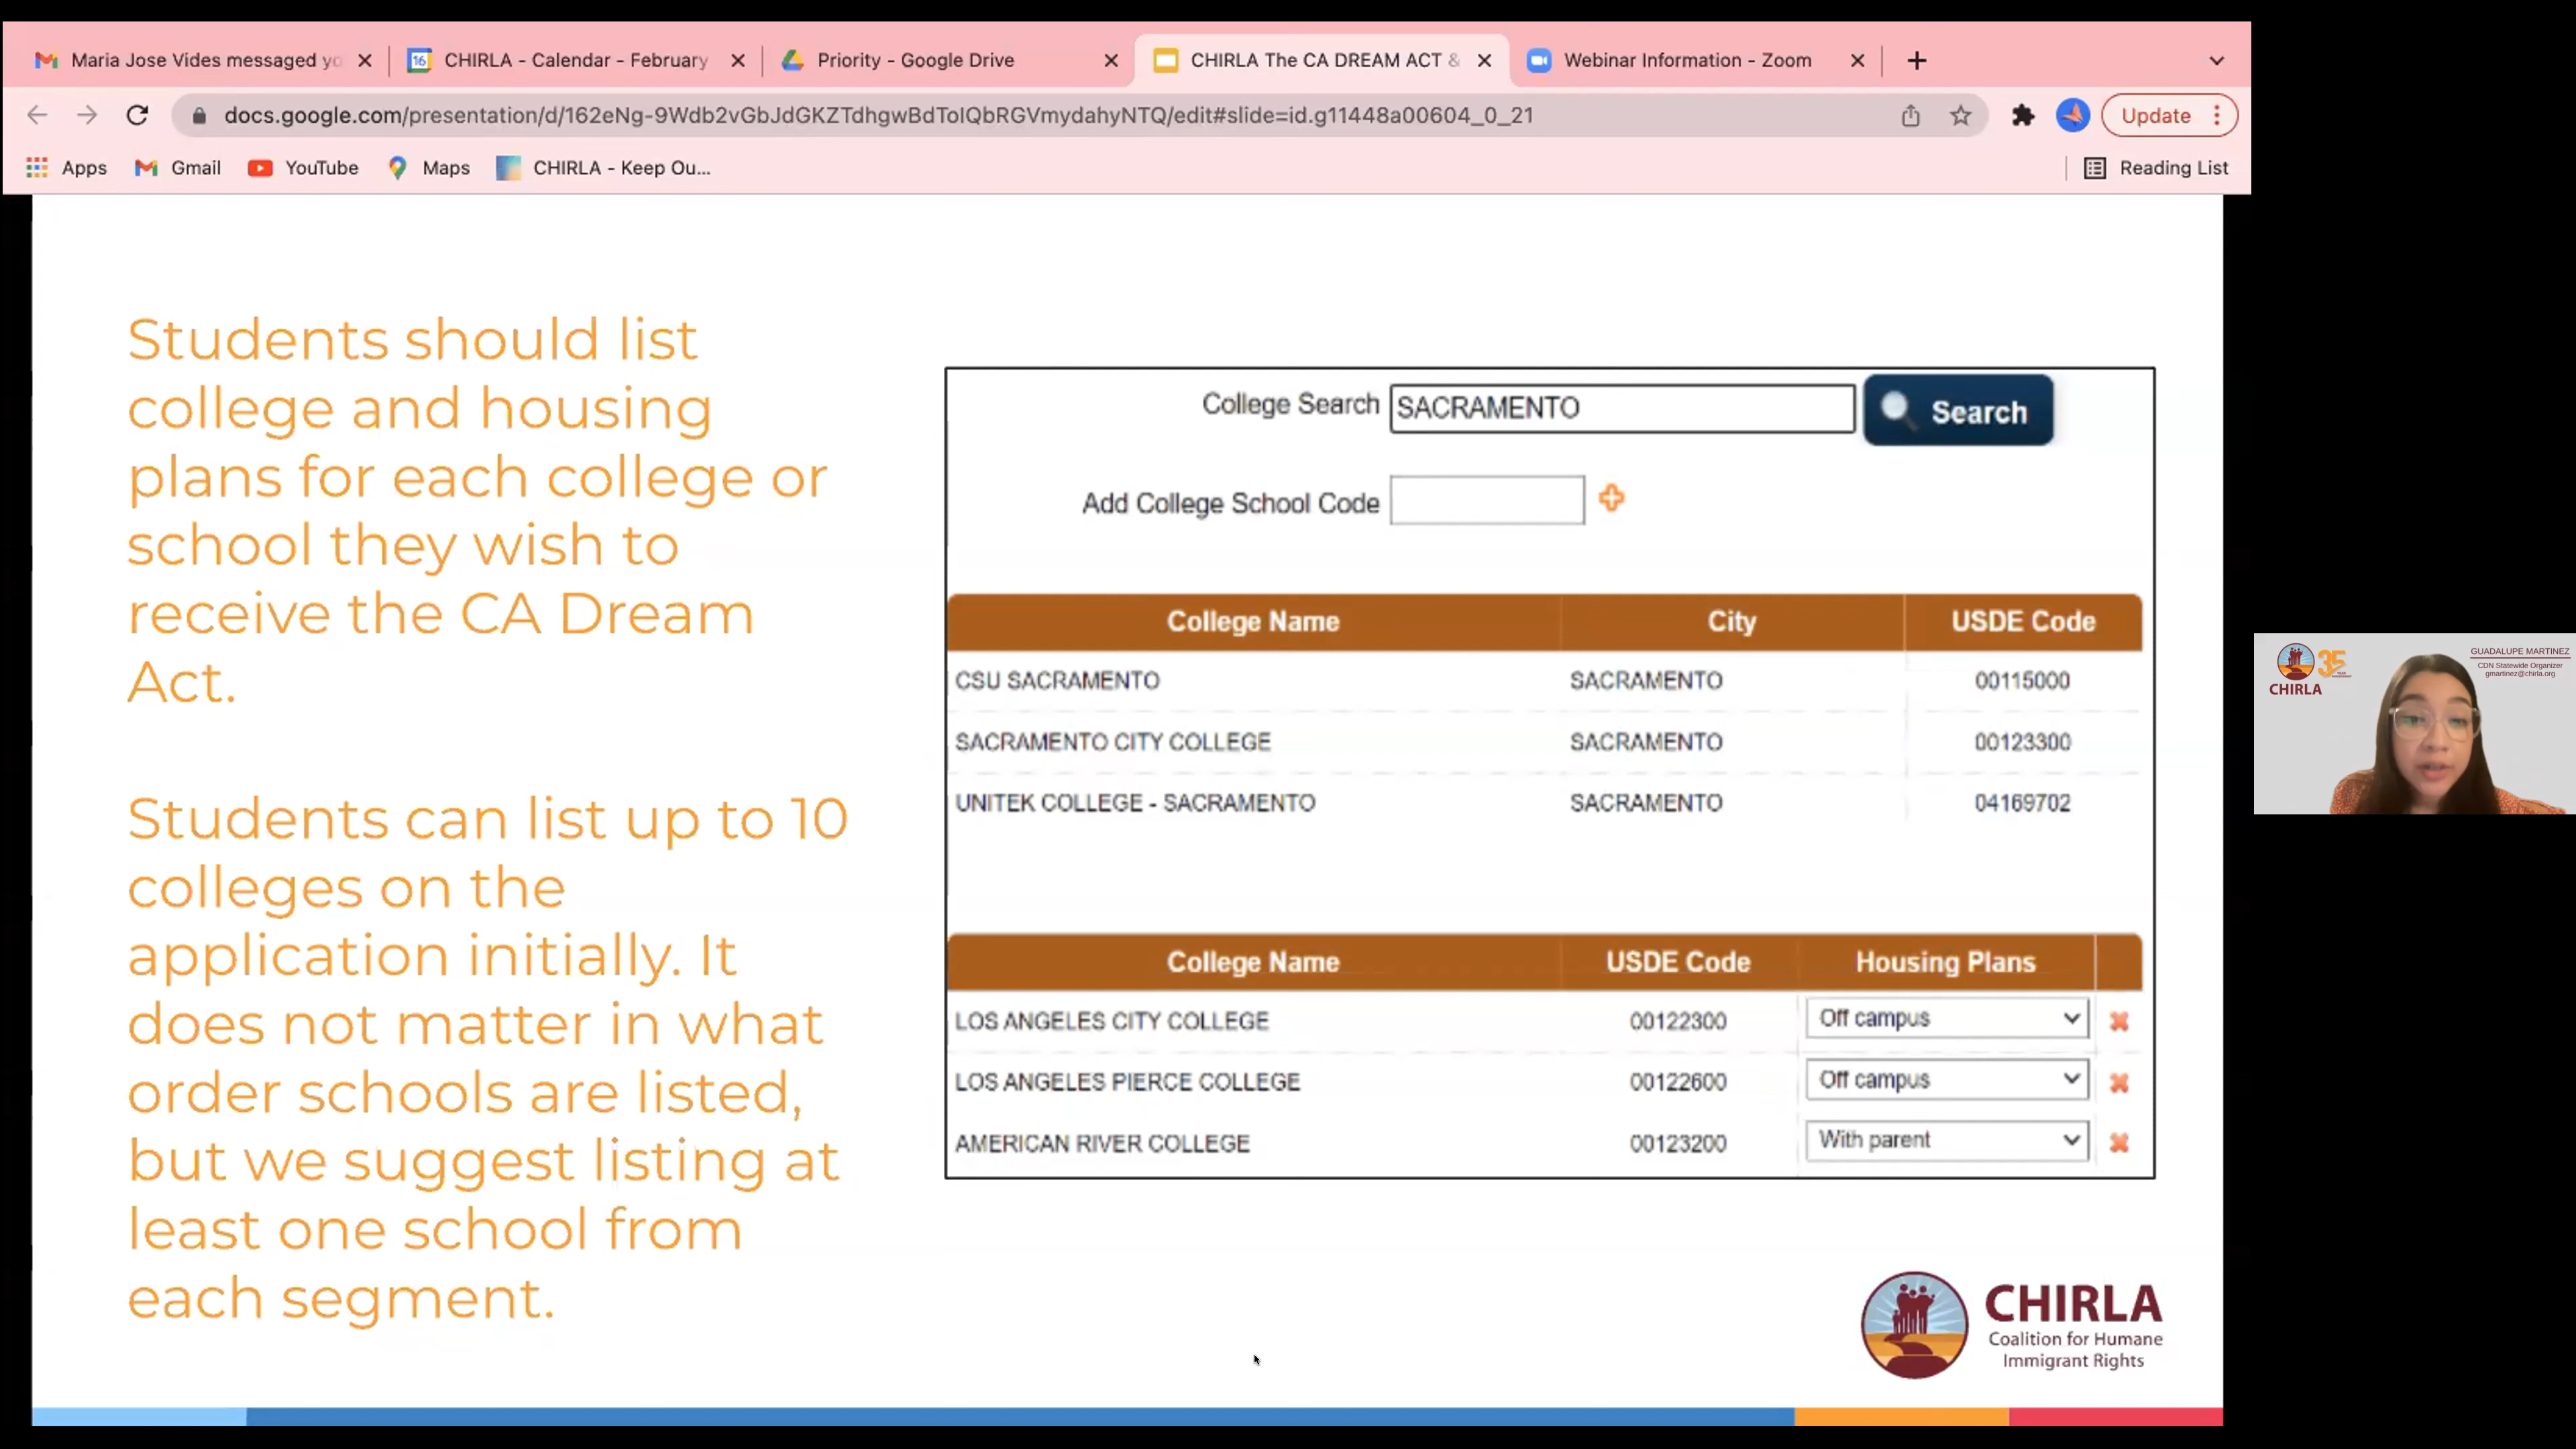 Maria Jose Vides messaged yo
CHIRLA - Calendar - February
Priority - Google Drive
CHIRLA The CA DREAM ACT &
Webinar Information - Zoom
docs.google.com/presentation/d/162eNg-9Wdb2vGbJdGKZTdhgwBdToIQbRGVmydahyNTQ/edit#slide=id.g11448a00604_0_21
Update
Apps
Gmail
YouTube
Maps
CHIRLA - Keep Ou...
Reading List
Students should list
college and housing
plans for each college or
school they wish to
receive the CA Dream
Act.
Students can list up to 10
colleges on the
application initially. It
does not matter in what
order schools are listed,
but we suggest listing at
least one school from
each segment.
College Search SACRAMENTO Search
Add College School Code
College Name City USDE Code
CSU SACRAMENTO SACRAMENTO 00115000
SACRAMENTO CITY COLLEGE SACRAMENTO 00123300
UNITEK COLLEGE - SACRAMENTO SACRAMENTO 04169702
College Name USDE Code Housing Plans
LOS ANGELES CITY COLLEGE 00122300 Off campus
LOS ANGELES PIERCE COLLEGE 00122600 Off campus
AMERICAN RIVER COLLEGE 00123200 With parent
CHIRLA
Coalition for Humane
Immigrant Rights
35
CHIRLA
GUADALUPE MARTINEZ
CDN Statewide Organizer
gmartinez@chirla.org